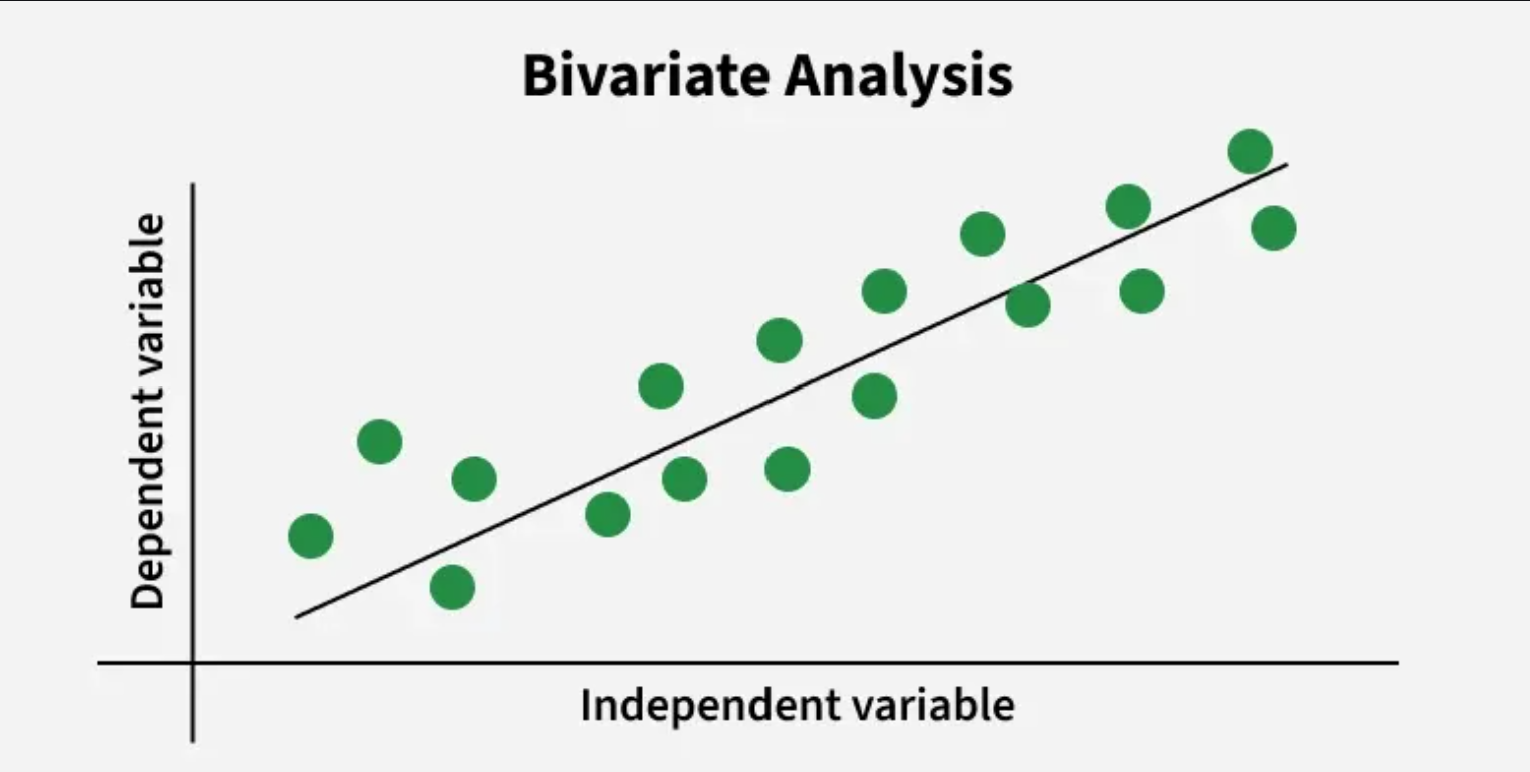 Bivariate Analysis
Dependent variable
Independent variable